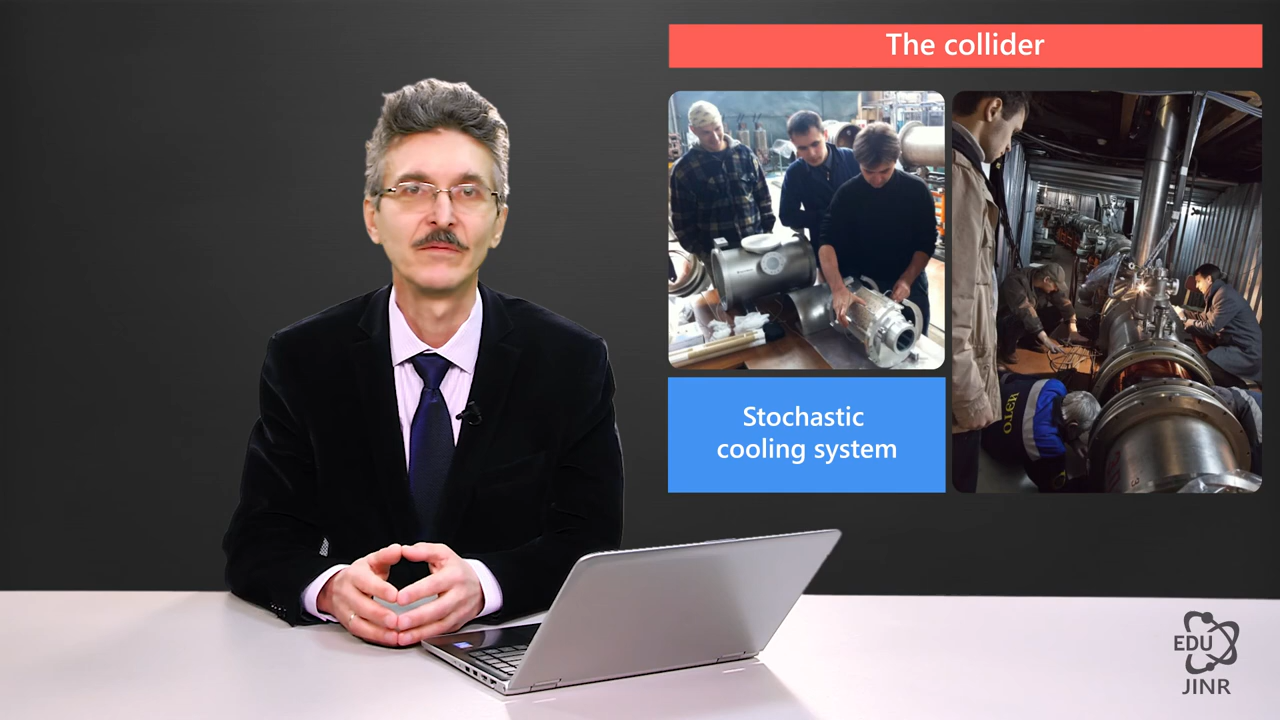 The collider
Stochastic
cooling system
EDU
JINR